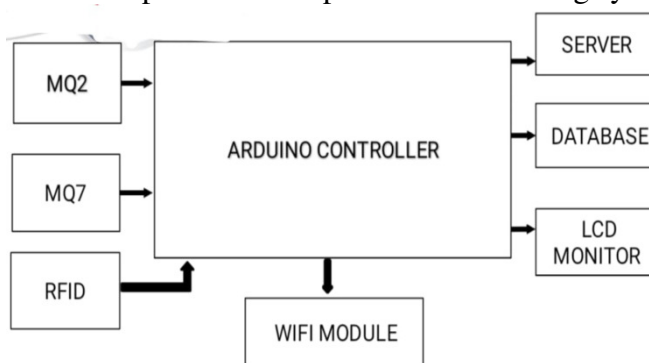 MQ2
MQ7
RFID
ARDUINO CONTROLLER
WIFI MODULE
SERVER
DATABASE
LCD
MONITOR